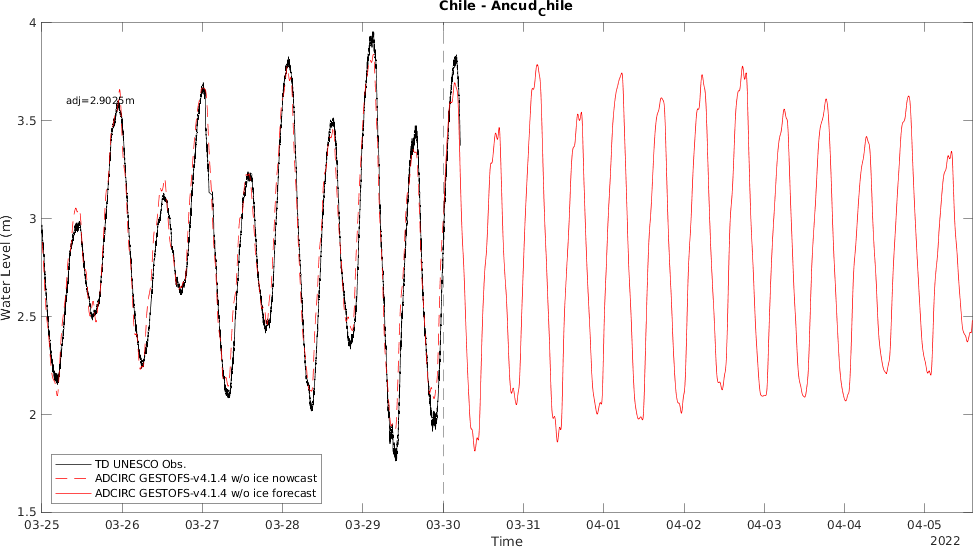 Chile - Ancud_Chile
4
adj=2.9025m
3.5
3
2.5
2
1.5
Water Level (m)
TD UNESCO Obs.
ADCIRC GESTOFS-v4.1.4 w/o ice nowcast
ADCIRC GESTOFS-v4.1.4 w/o ice forecast
03-25 03-26 03-27 03-28 03-29 03-30 03-31 04-01 04-02 04-03 04-04 04-05
Time
2022